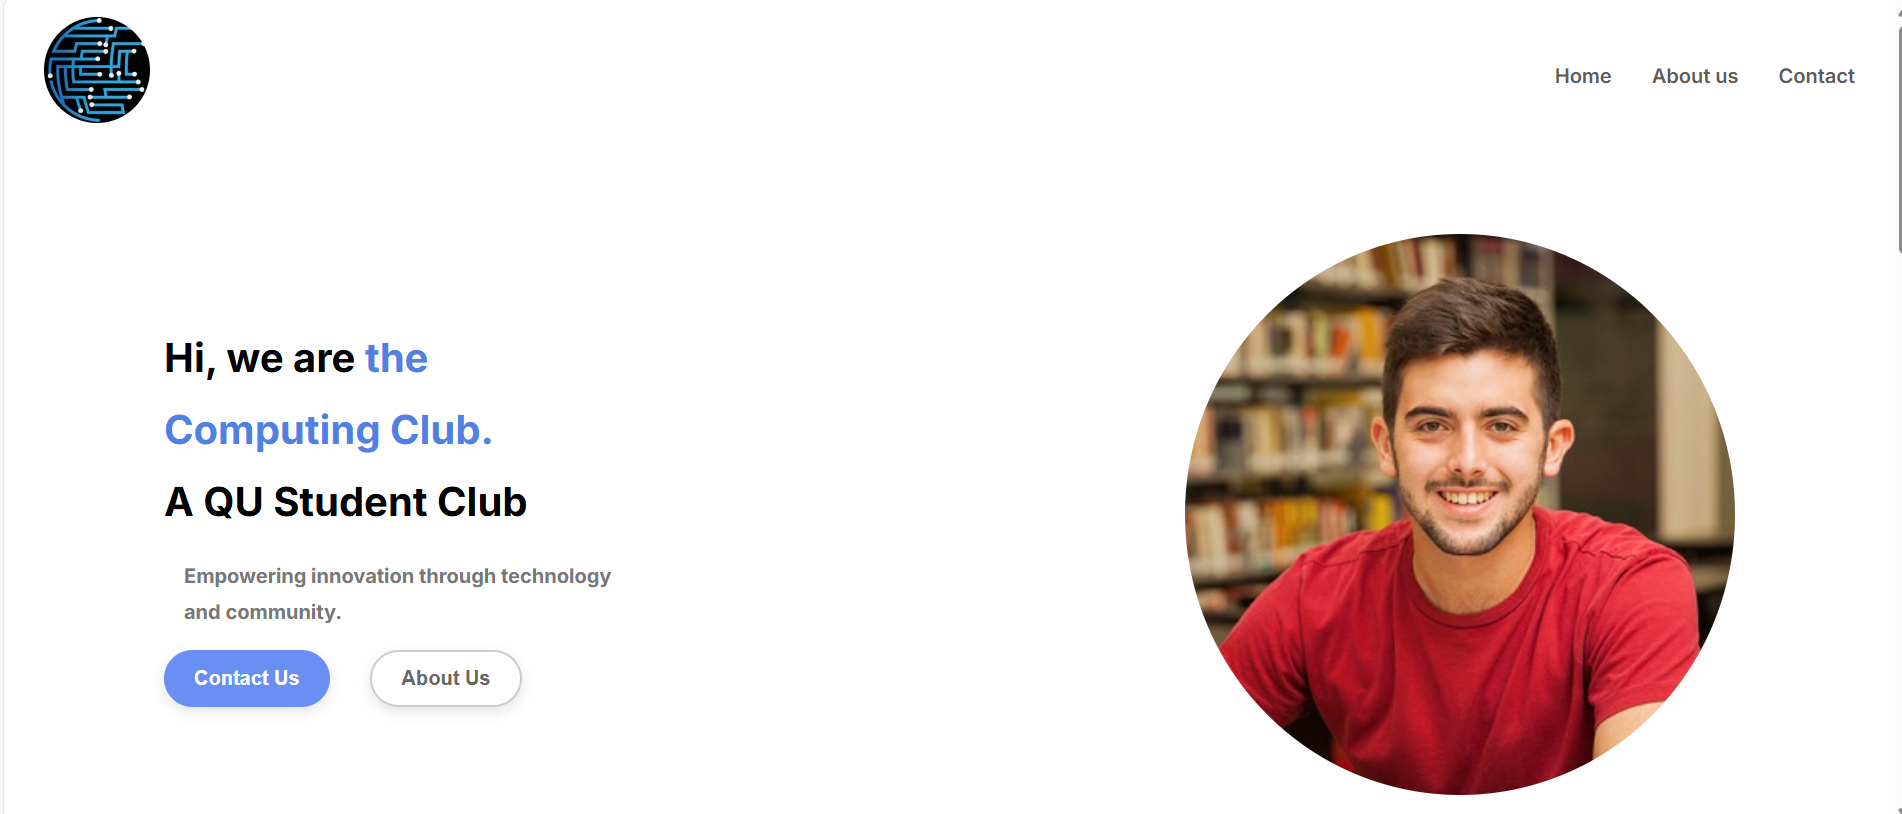 Home About us Contact
Hi, we are the
Computing Club.
A QU Student Club
Empowering innovation through technology
and community.
Contact Us About Us